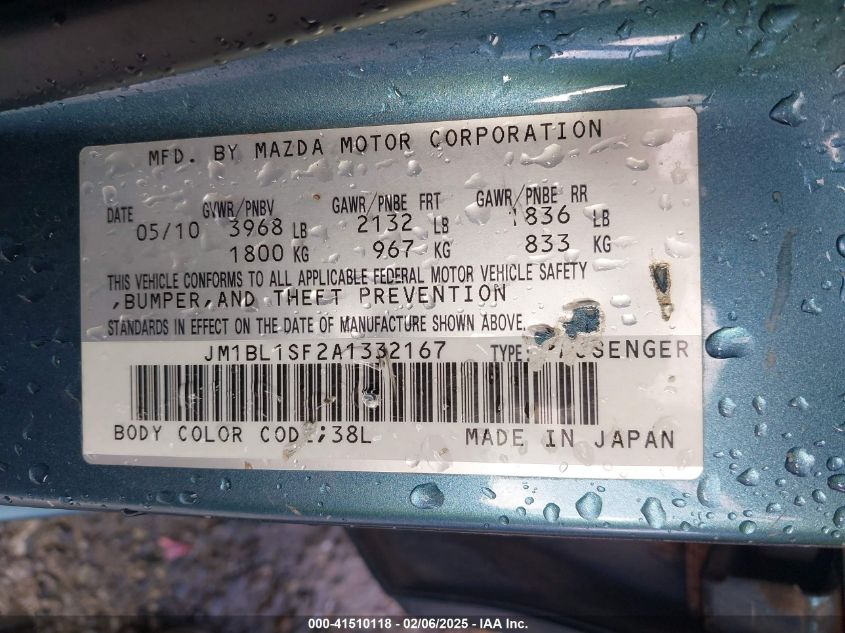 MFD. BY MAZDA MOTOR CORPORATION
DATE GVWR/PNBV GAWR/PNBE FRT GAWR/PNBE RR
05/10 3968 LB 2132 LB 1836 LB
1800 KG 967 KG 833 KG
THIS VEHICLE CONFORMS TO ALL APPLICABLE FEDERAL MOTOR VEHICLE SAFETY
,BUMPER,AND THEFT PREVENTION
STANDARDS IN EFFECT ON THE DATE OF MANUFACTURE SHOWN ABOVE.
JM1BL1SF2A1332167 TYPE: PASSENGER
BODY COLOR CODE;38L MADE IN JAPAN
000-41510118 - 02/06/2025 - IAA Inc.